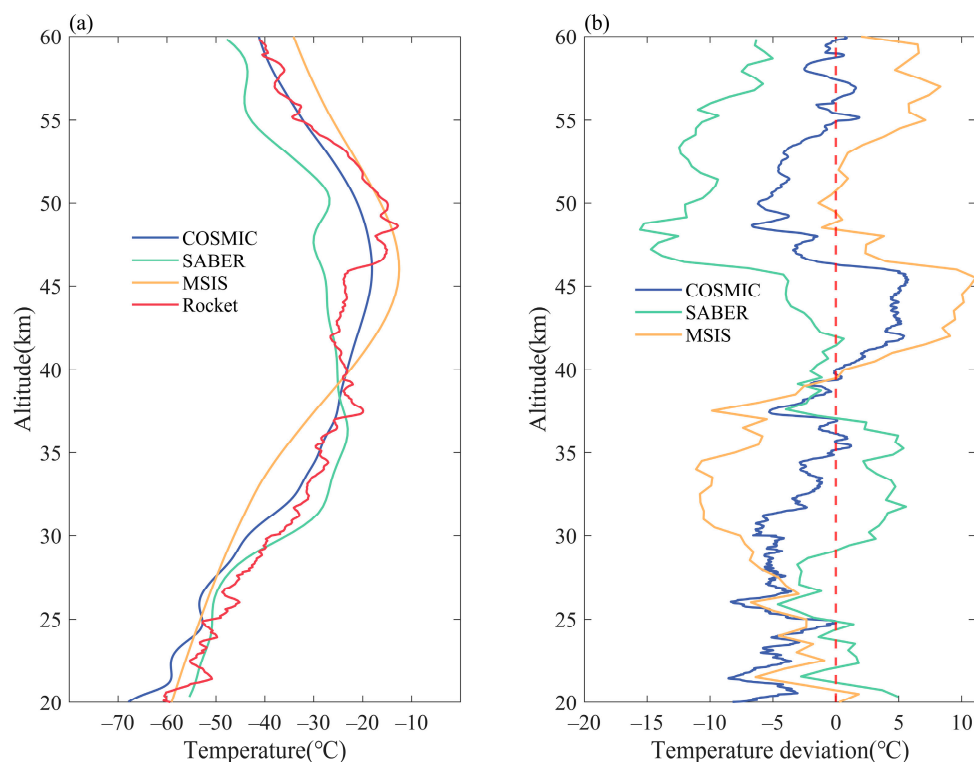 (a)
60
55
50
45
40
35
30
25
20
Altitude(km)
COSMIC
SABER
MSIS
Rocket
−70 −60 −50 −40 −30 −20 −10
Temperature(℃)
(b)
60
55
50
45
40
35
30
25
20
Altitude(km)
COSMIC
SABER
MSIS
−20 −15 −10 −5 0 5 10
Temperature deviation(℃)